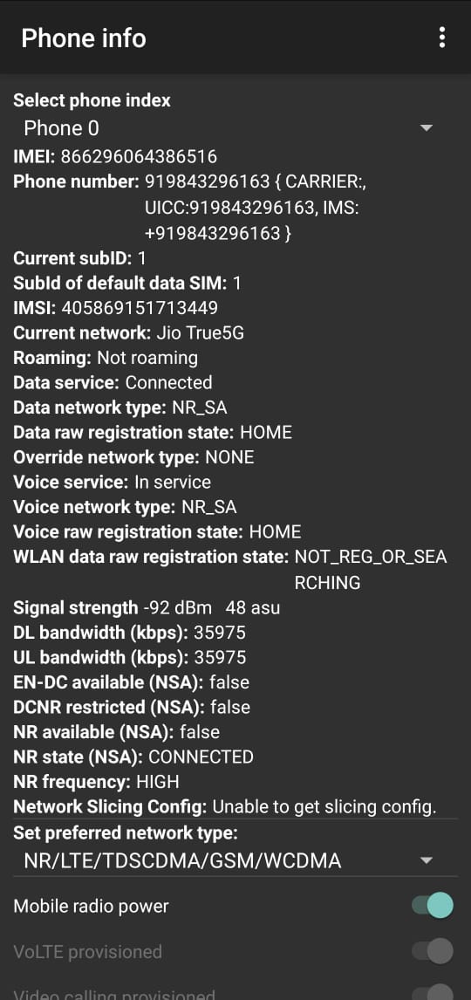 Phone info
Select phone index
Phone 0
IMEI: 866296064386516
Phone number: 919843296163 { CARRIER:,
UICC:919843296163, IMS:
+919843296163 }
Current subID: 1
SubId of default data SIM: 1
IMSI: 405869151713449
Current network: Jio True5G
Roaming: Not roaming
Data service: Connected
Data network type: NR_SA
Data raw registration state: HOME
Override network type: NONE
Voice service: In service
Voice network type: NR_SA
Voice raw registration state: HOME
WLAN data raw registration state: NOT_REG_OR_SEA
RCHING
Signal strength -92 dBm   48 asu
DL bandwidth (kbps): 35975
UL bandwidth (kbps): 35975
EN-DC available (NSA): false
DCNR restricted (NSA): false
NR available (NSA): false
NR state (NSA): CONNECTED
NR frequency: HIGH
Network Slicing Config: Unable to get slicing config.
Set preferred network type:
NR/LTE/TDSCDMA/GSM/WCDMA
Mobile radio power
VoLTE provisioned
Video calling provisioned